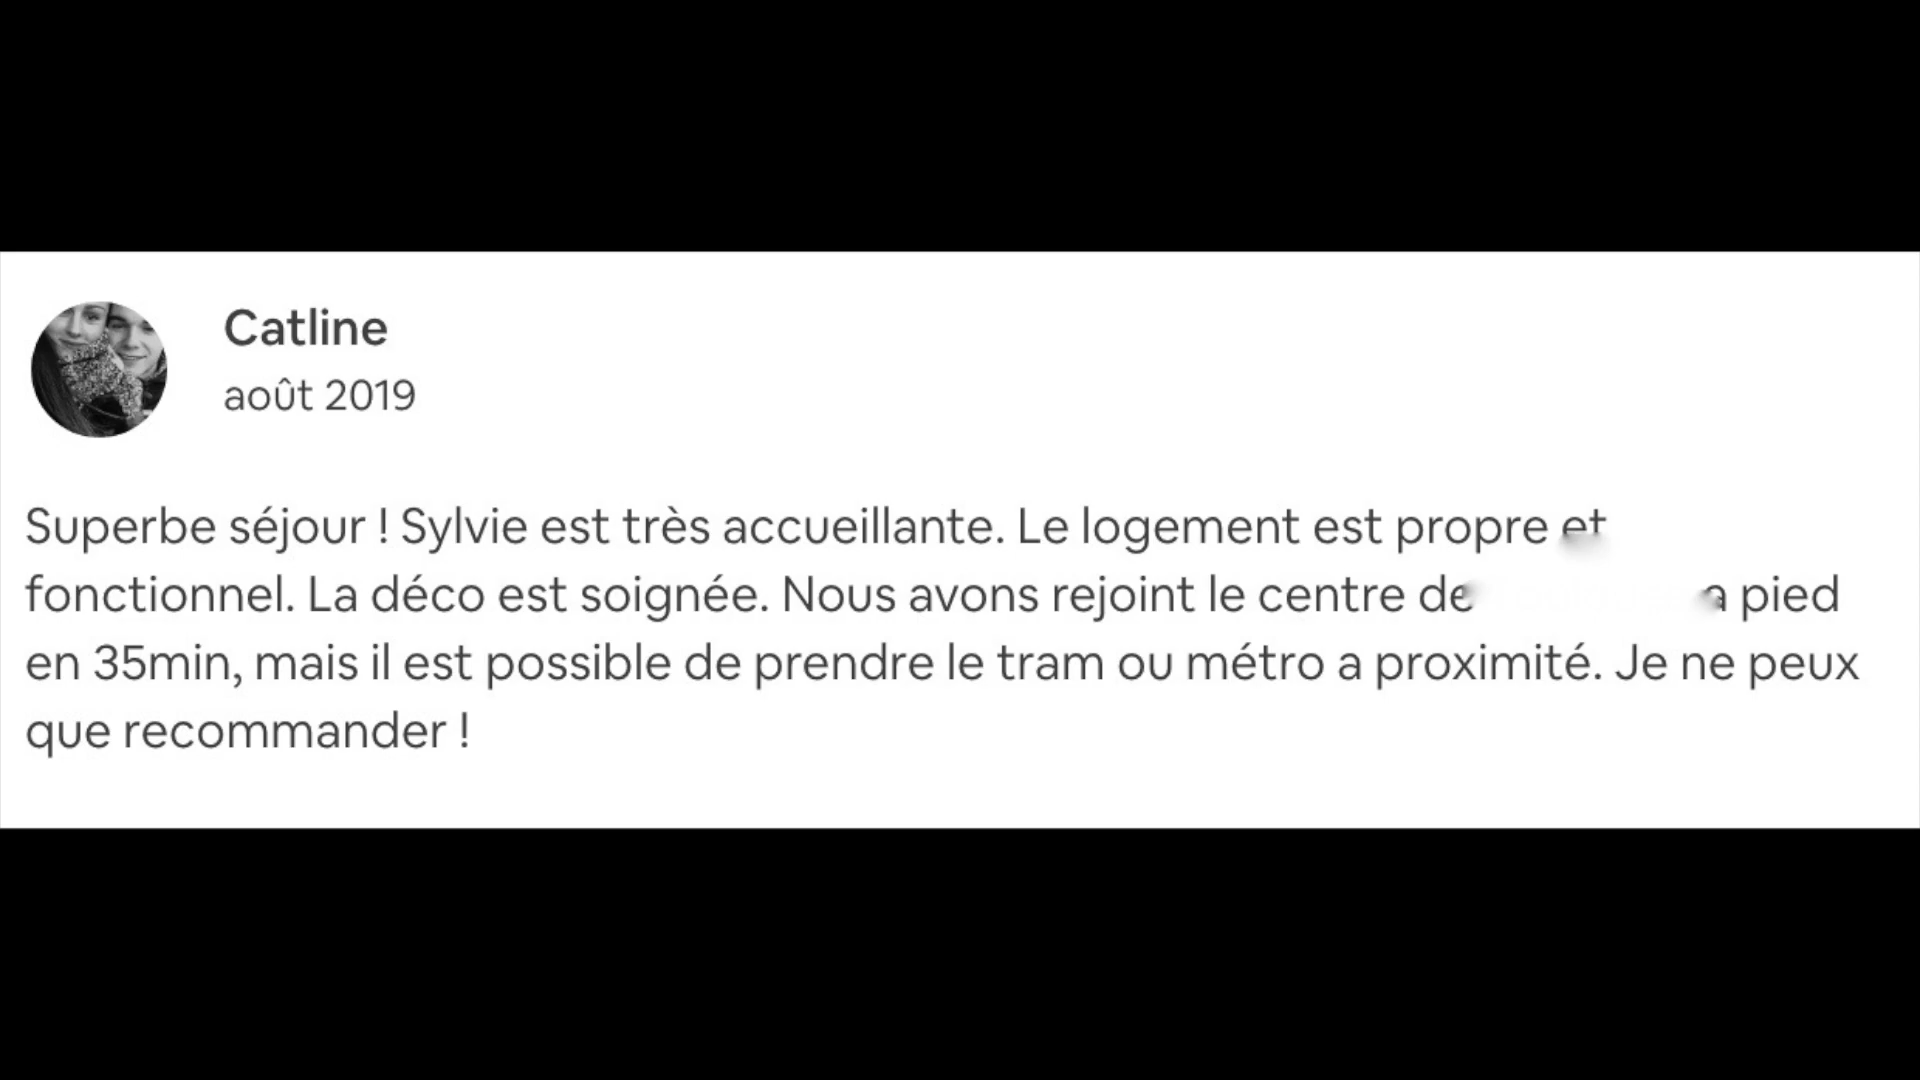 Catline
août 2019
Superbe séjour ! Sylvie est très accueillante. Le logement est propre et
fonctionnel. La déco est soignée. Nous avons rejoint le centre de a pied
en 35min, mais il est possible de prendre le tram ou métro a proximité. Je ne peux
que recommander !